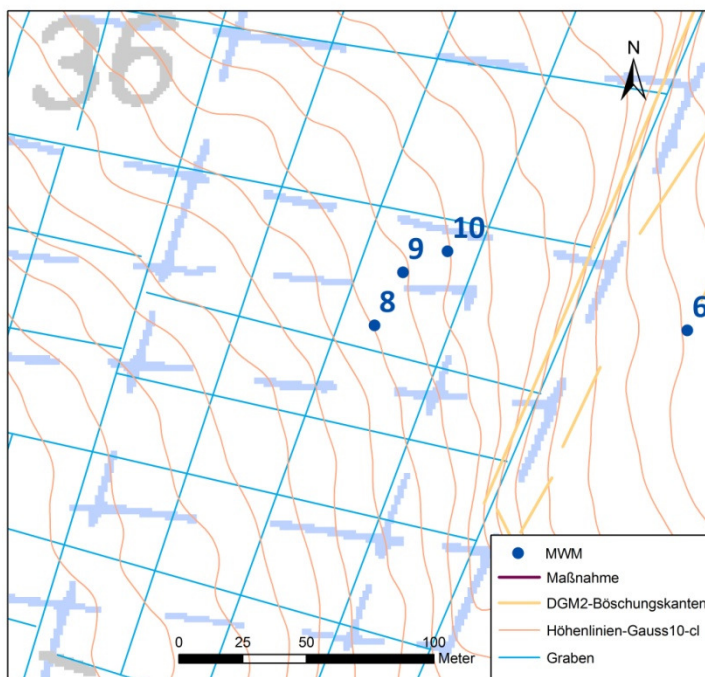 36
N
10
9
8
6
0 25 50 100
Meter
MWM
Maßnahme
DGM2-Böschungskanten
Höhenlinien-Gauss10-cl
Graben